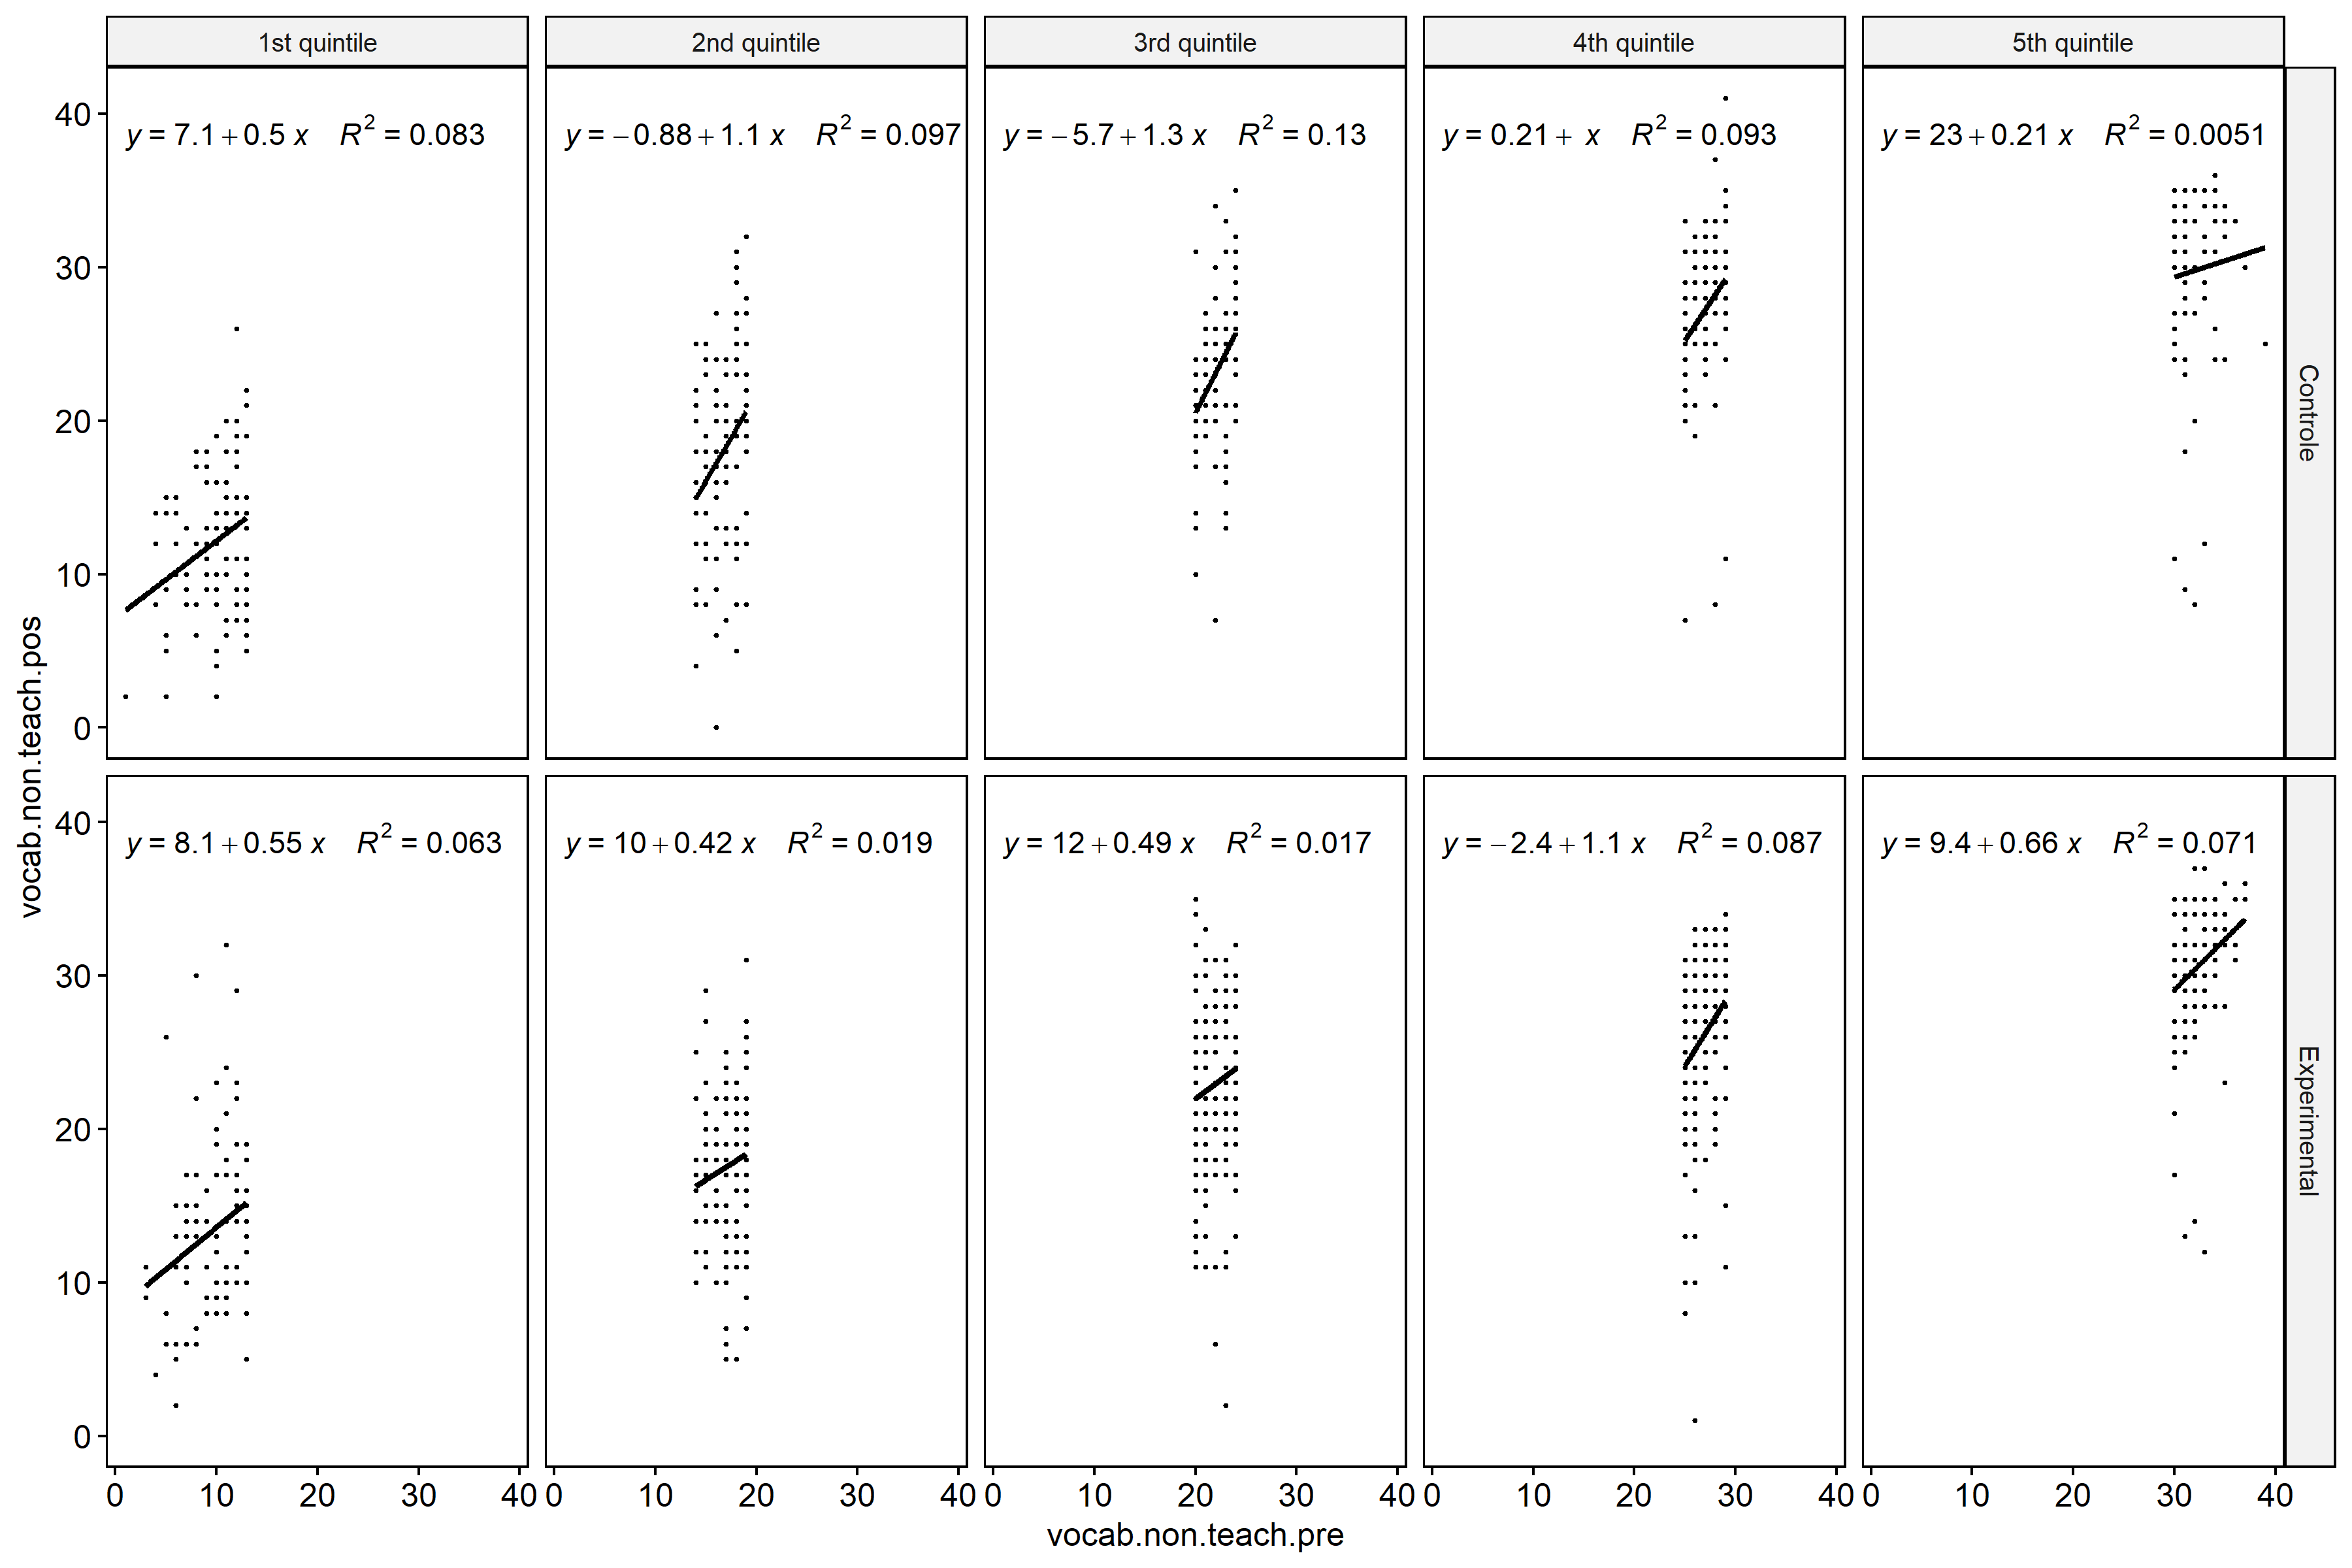 1st quintile 2nd quintile 3rd quintile 4th quintile 5th quintile
y = 7.1 + 0.5 x R² = 0.083
y = −0.88 + 1.1 x R² = 0.097
y = −5.7 + 1.3 x R² = 0.13
y = 0.21 + x R² = 0.093
y = 23 + 0.21 x R² = 0.0051
40
30
20
10
0
Controle
vocab.non.teach.pos
y = 8.1 + 0.55 x R² = 0.063
y = 10 + 0.42 x R² = 0.019
y = 12 + 0.49 x R² = 0.017
y = −2.4 + 1.1 x R² = 0.087
y = 9.4 + 0.66 x R² = 0.071
40
30
20
10
0
Experimental
0 10 20 30 40 0 10 20 30 40 0 10 20 30 40 0 10 20 30 40 0 10 20 30 40
vocab.non.teach.pre